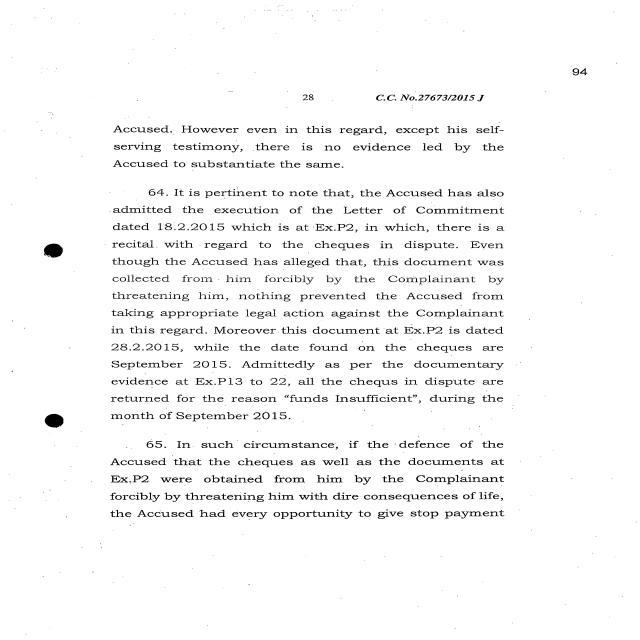 94
28 C.C. No.27673/2015 J
Accused. However even in this regard, except his self-
serving testimony, there is no evidence led by the
Accused to substantiate the same.
64. It is pertinent to note that, the Accused has also
admitted the execution of the Letter of Commitment
dated 18.2.2015 which is at Ex.P2, in which, there is a
recital with regard to the cheques in dispute. Even
though the Accused has alleged that, this document was
collected from him forcibly by the Complainant by
threatening him, nothing prevented the Accused from
taking appropriate legal action against the Complainant
in this regard. Moreover this document at Ex.P2 is dated
28.2.2015, while the date found on the cheques are
September 2015. Admittedly as per the documentary
evidence at Ex.P13 to 22, all the chequs in dispute are
returned for the reason “funds Insufficient”, during the
month of September 2015.
65. In such circumstance, if the defence of the
Accused that the cheques as well as the documents at
Ex.P2 were obtained from him by the Complainant
forcibly by threatening him with dire consequences of life,
the Accused had every opportunity to give stop payment